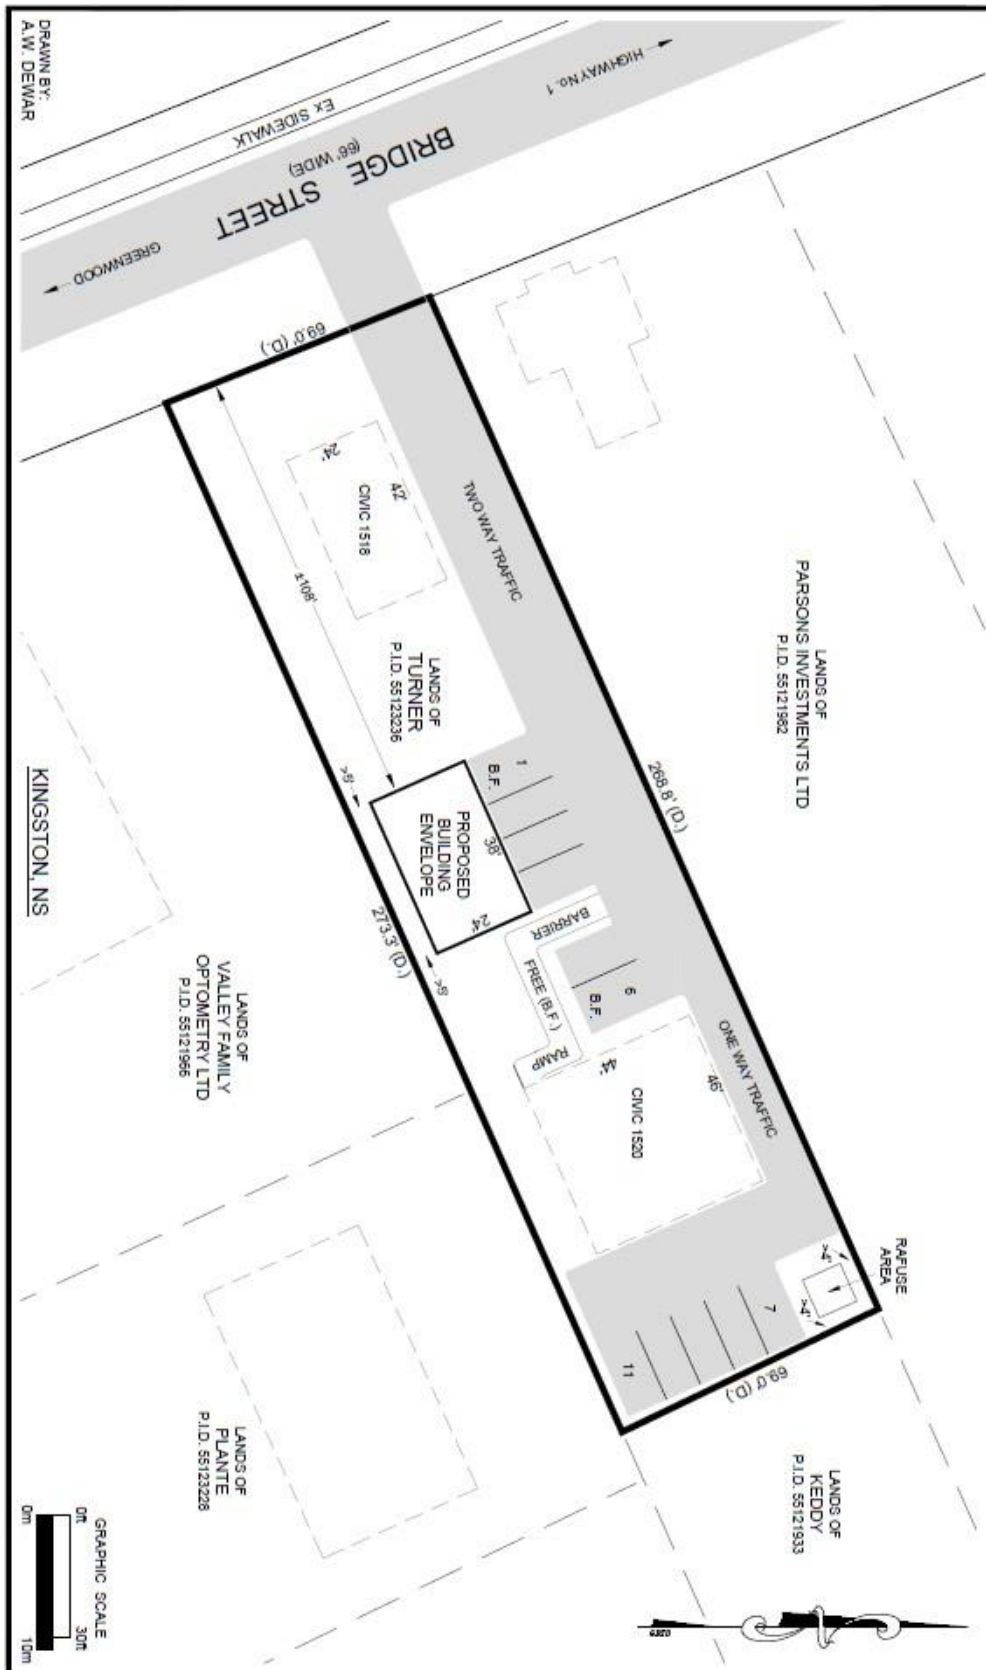 HIGHWAY No. 1
Ex SIDEWALK
BRIDGE STREET
(66' WIDE)
GREENWOOD
69.0' (D.)
TWO WAY TRAFFIC
24'
42'
CIVIC 1518
±108'
LANDS OF
TURNER
P.I.D. 55123236
LANDS OF
PARSONS INVESTMENTS LTD
P.I.D. 55121982
268.8' (D.)
1
B.F.
>5'
PROPOSED
BUILDING
ENVELOPE
38'
24'
273.3' (D.)
>5'
BARRIER
FREE (B.F.)
RAMP
6
B.F.
ONE WAY TRAFFIC
46'
44'
CIVIC 1520
RAFUSE
AREA
>4'
>4'
7
11
69.0' (D.)
KINGSTON, NS
LANDS OF
VALLEY FAMILY
OPTOMETRY LTD
P.I.D. 55121966
LANDS OF
PLANTE
P.I.D. 55123228
LANDS OF
KEDDY
P.I.D. 55121933
GRAPHIC SCALE
0ft 30ft
0m 10m
DRAWN BY:
A.W. DEWAR